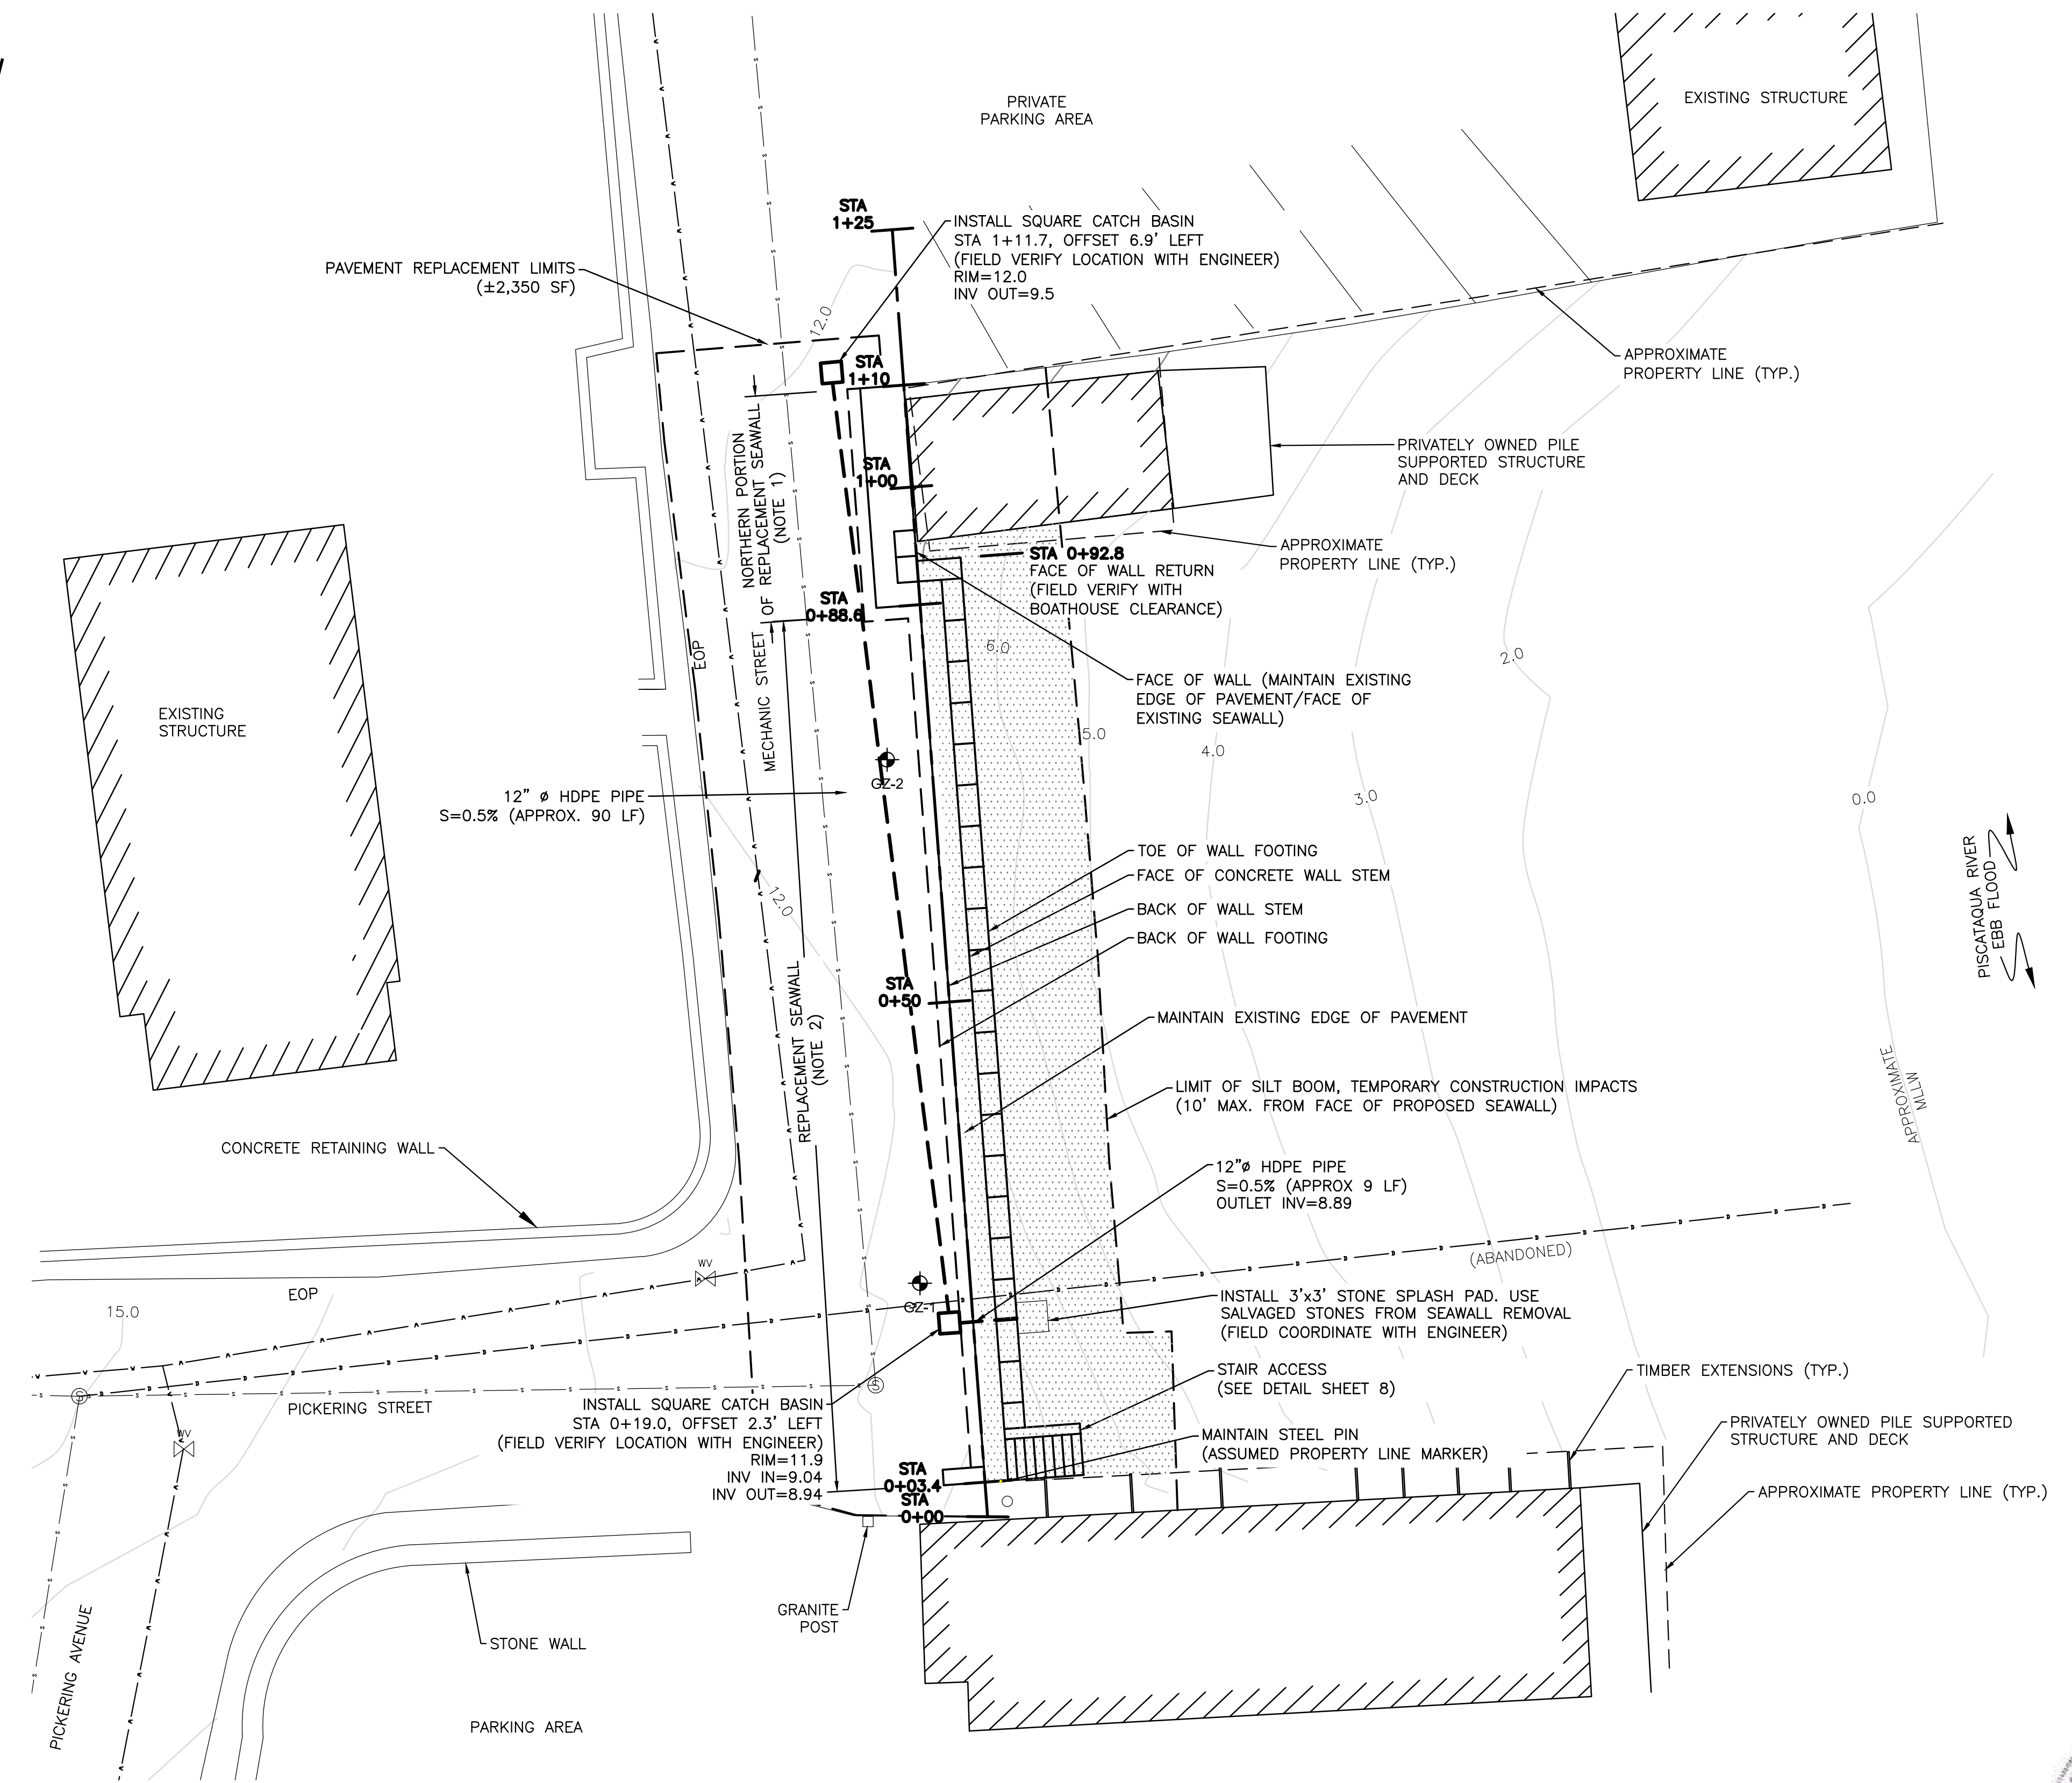 PRIVATE
PARKING AREA
EXISTING STRUCTURE
STA
1+25
INSTALL SQUARE CATCH BASIN
STA 1+11.7, OFFSET 6.9' LEFT
(FIELD VERIFY LOCATION WITH ENGINEER)
RIM=12.0
INV OUT=9.5
PAVEMENT REPLACEMENT LIMITS
(±2,350 SF)
12.0
APPROXIMATE
PROPERTY LINE (TYP.)
STA
1+10
NORTHERN PORTION
OF REPLACEMENT SEAWALL
(NOTE 1)
STA
1+00
PRIVATELY OWNED PILE
SUPPORTED STRUCTURE
AND DECK
APPROXIMATE
PROPERTY LINE (TYP.)
STA 0+92.8
FACE OF WALL RETURN
(FIELD VERIFY WITH
BOATHOUSE CLEARANCE)
STA
0+88.6
EOP
MECHANIC STREET
6.0
5.0
4.0
3.0
2.0
0.0
FACE OF WALL (MAINTAIN EXISTING
EDGE OF PAVEMENT/FACE OF
EXISTING SEAWALL)
EXISTING
STRUCTURE
12" ø HDPE PIPE
S=0.5% (APPROX. 90 LF)
GZ-2
TOE OF WALL FOOTING
FACE OF CONCRETE WALL STEM
BACK OF WALL STEM
BACK OF WALL FOOTING
12.0
PISCATAQUA RIVER
EBB FLOOD
STA
0+50
REPLACEMENT SEAWALL
(NOTE 2)
MAINTAIN EXISTING EDGE OF PAVEMENT
LIMIT OF SILT BOOM, TEMPORARY CONSTRUCTION IMPACTS
(10' MAX. FROM FACE OF PROPOSED SEAWALL)
APPROXIMATE
MLLW
CONCRETE RETAINING WALL
12"ø HDPE PIPE
S=0.5% (APPROX 9 LF)
OUTLET INV=8.89
(ABANDONED)
WV
EOP
15.0
GZ-1
INSTALL 3'x3' STONE SPLASH PAD. USE
SALVAGED STONES FROM SEAWALL REMOVAL
(FIELD COORDINATE WITH ENGINEER)
STAIR ACCESS
(SEE DETAIL SHEET 8)
TIMBER EXTENSIONS (TYP.)
S
S
PICKERING STREET
WV
INSTALL SQUARE CATCH BASIN
STA 0+19.0, OFFSET 2.3' LEFT
(FIELD VERIFY LOCATION WITH ENGINEER)
RIM=11.9
INV IN=9.04
INV OUT=8.94
MAINTAIN STEEL PIN
(ASSUMED PROPERTY LINE MARKER)
PRIVATELY OWNED PILE SUPPORTED
STRUCTURE AND DECK
STA
0+03.4
STA
0+00
APPROXIMATE PROPERTY LINE (TYP.)
GRANITE
POST
STONE WALL
PICKERING AVENUE
PARKING AREA